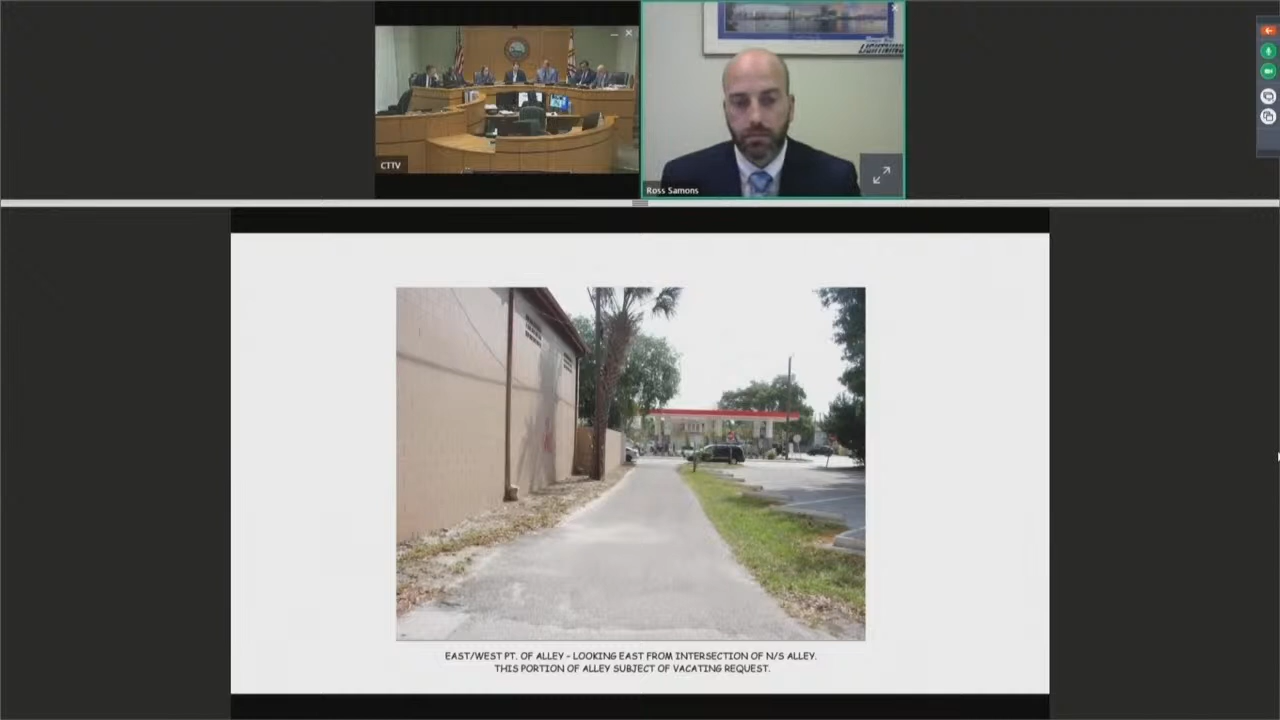 LIGHTNING
CTTV
Ross Samons
EAST/WEST PT. OF ALLEY - LOOKING EAST FROM INTERSECTION OF N/S ALLEY.
THIS PORTION OF ALLEY SUBJECT OF VACATING REQUEST.